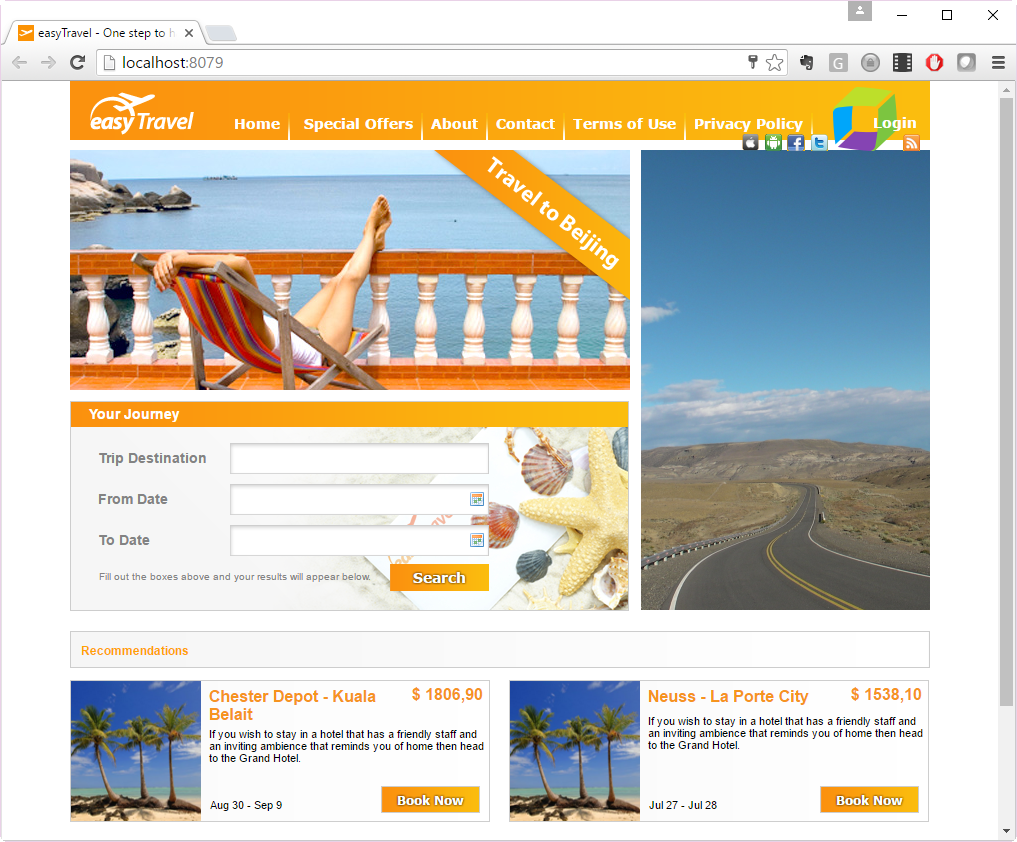 easyTravel - One step to h
localhost:8079
easyTravel
Home
Special Offers
About
Contact
Terms of Use
Privacy Policy
Login
Travel to Beijing
Your Journey
Trip Destination
From Date
To Date
Fill out the boxes above and your results will appear below.
Search
Recommendations
Chester Depot - Kuala
Belait
$ 1806,90
If you wish to stay in a hotel that has a friendly staff and
an inviting ambience that reminds you of home then head
to the Grand Hotel.
Aug 30 - Sep 9
Book Now
Neuss - La Porte City
$ 1538,10
If you wish to stay in a hotel that has a friendly staff and
an inviting ambience that reminds you of home then head
to the Grand Hotel.
Jul 27 - Jul 28
Book Now